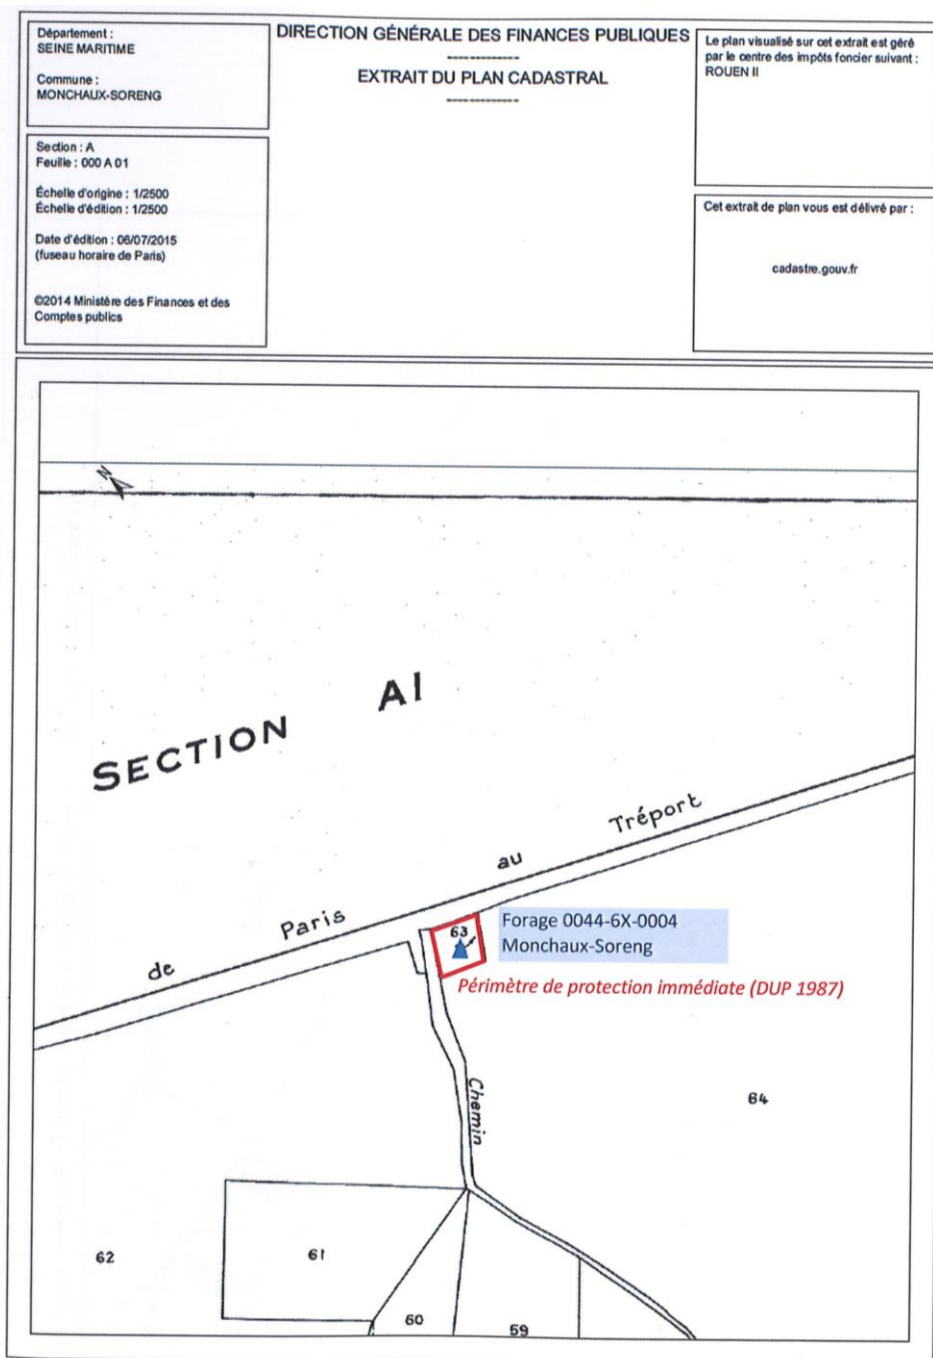 Département :
SEINE MARITIME
Commune :
MONCHAUX-SORENG
Section : A
Feuille : 000 A 01
Échelle d'origine : 1/2500
Échelle d'édition : 1/2500
Date d'édition : 06/07/2015
(fuseau horaire de Paris)
©2014 Ministère des Finances et des
Comptes publics
DIRECTION GÉNÉRALE DES FINANCES PUBLIQUES
EXTRAIT DU PLAN CADASTRAL
Le plan visualisé sur cet extrait est géré
par le centre des impôts foncier suivant :
ROUEN II
Cet extrait de plan vous est délivré par :
cadastre.gouv.fr
N
SECTION A1
de Paris au Tréport
63
Forage 0044-6X-0004
Monchaux-Soreng
Périmètre de protection immédiate (DUP 1987)
Chemin
64
62
61
60
59